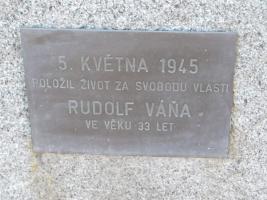 5. KVĚTNA 1945
POLOŽIL ŽIVOT ZA SVOBODU VLASTI
RUDOLF VÁŇA
VE VĚKU 33 LET